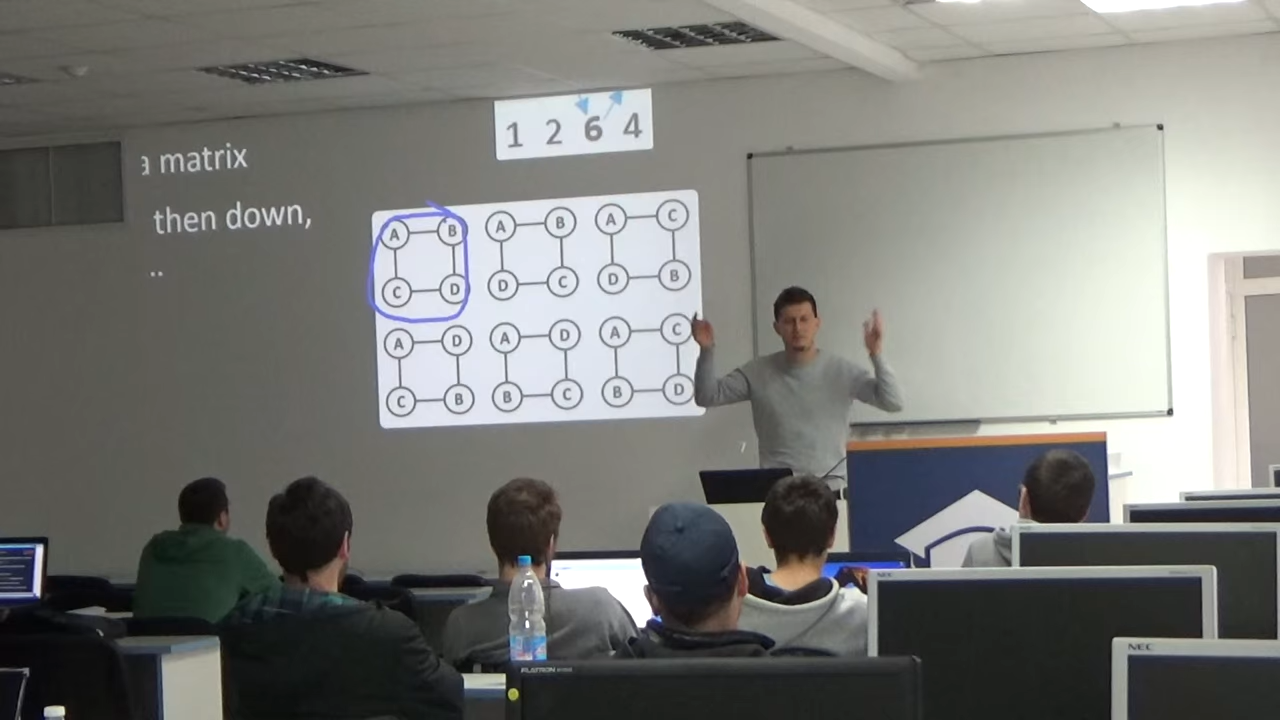 a matrix
then down,
..
1 2 6 4
A B A B A C
C D D C D B
A D A D A C
C B B C B D
NEC
FLATRON
NEC